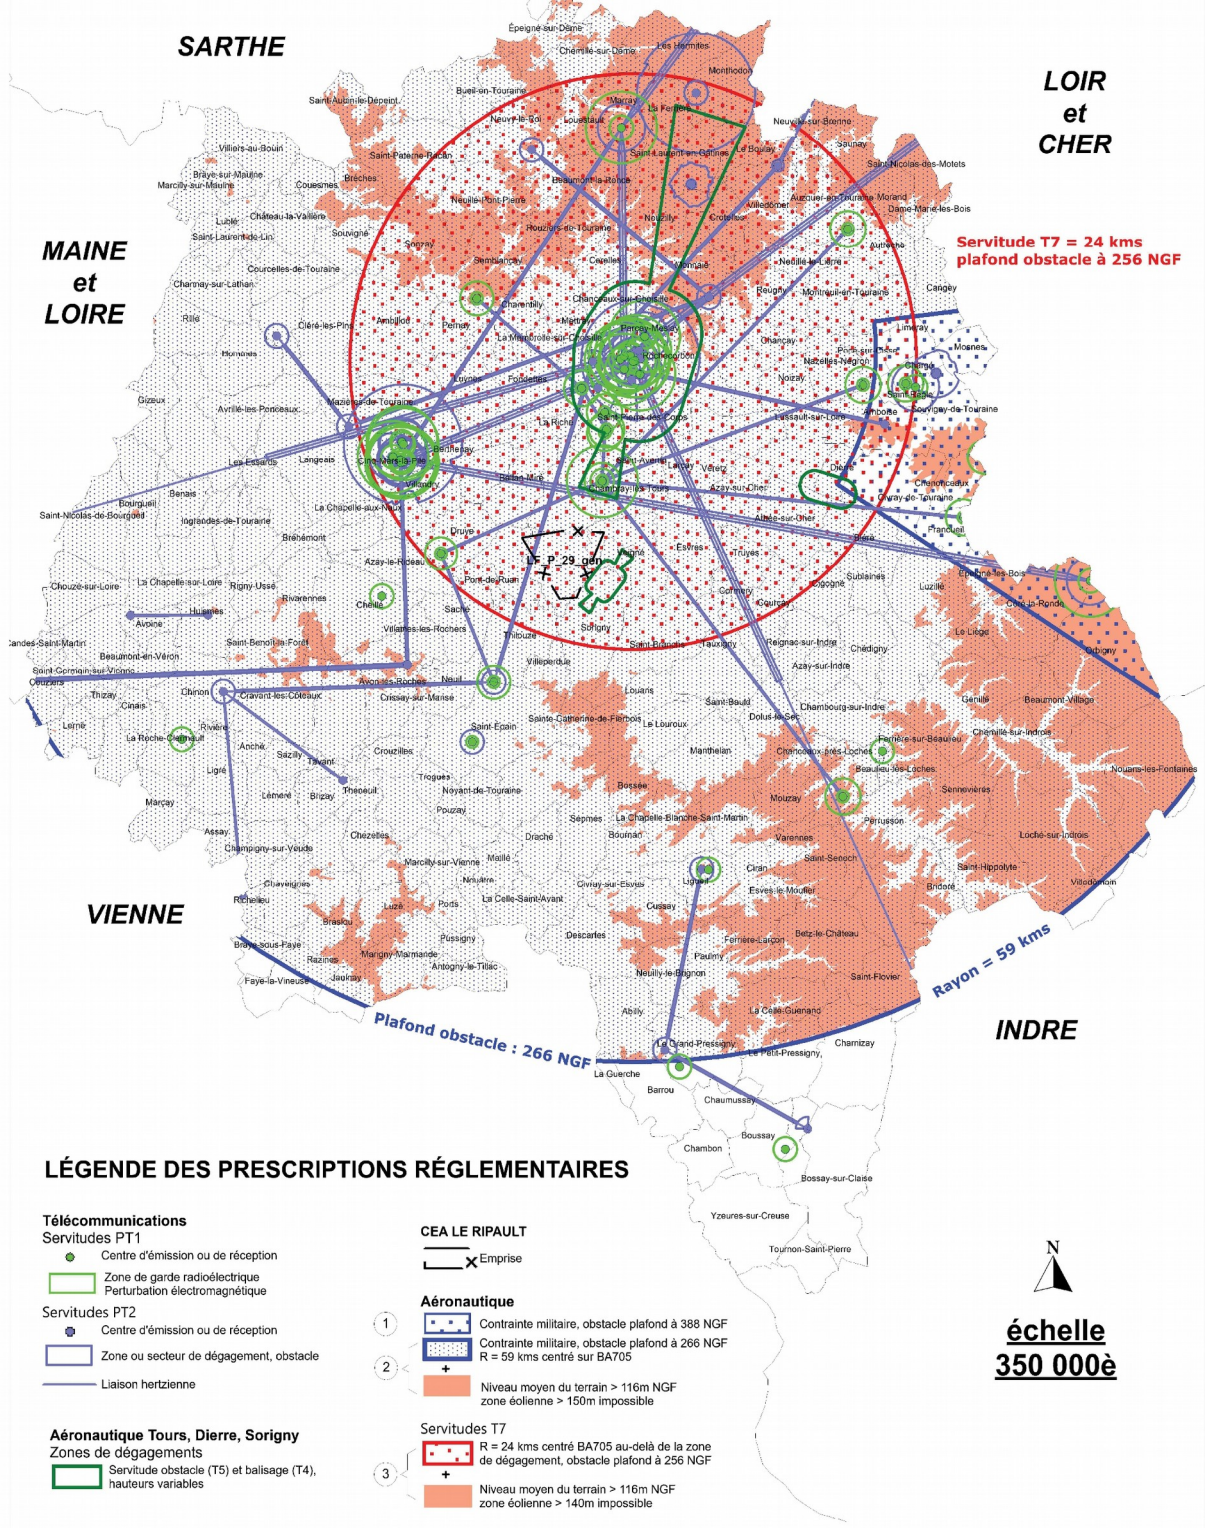 SARTHE
LOIR
et
CHER
MAINE
et
LOIRE
VIENNE
INDRE
Servitude T7 = 24 kms
plafond obstacle à 256 NGF
Épeigné-sur-Dême
Chemillé-sur-Dême
Les Hermites
Monthodon
Bueil-en-Touraine
Saint-Aubin-le-Dépeint
Marray
La Ferrière
Neuvy-le-Roi
Louestault
Neuville-sur-Brenne
Villiers-au-Bouin
Saint-Paterne-Racan
Saint-Laurent-en-Gâtines
Le Boulay
Saunay
Saint-Nicolas-des-Motets
Braye-sur-Maulne
Marcilly-sur-Maulne
Couesmes
Brèches
Beaumont-la-Ronce
Neuillé-Pont-Pierre
Villedômer
Auzouer-en-Touraine
Morand
Dame-Marie-les-Bois
Lublé
Château-la-Vallière
Souvigné
Saint-Laurent-de-Lin
Rouziers-de-Touraine
Nouzilly
Crotelles
Sonzay
Autrèche
Courcelles-de-Touraine
Semblançay
Cerelles
Monnaie
Neuillé-le-Lierre
Channay-sur-Lathan
Charentilly
Chanceaux-sur-Choisille
Reugny
Montreuil-en-Touraine
Cangey
Rillé
Cléré-les-Pins
Ambillou
Pernay
Mettray
Parçay-Meslay
Limeray
La Membrolle-sur-Choisille
Chançay
Mosnes
Hommes
Rochecorbon
Nazelles-Négron
Chargé
Luynes
Fondettes
Noizay
Saint-Règle
Gizeux
Avrillé-les-Ponceaux
Mazières-de-Touraine
La Riche
Saint-Pierre-des-Corps
Lussault-sur-Loire
Amboise
Souvigny-de-Touraine
Les Essards
Langeais
Cinq-Mars-la-Pile
Berthenay
Saint-Avertin
Larçay
Véretz
Dierre
Villandry
Ballan-Miré
Chambray-lès-Tours
Azay-sur-Cher
Chenonceaux
Civray-de-Touraine
Benais
Bourgueil
Saint-Nicolas-de-Bourgueil
Ingrandes-de-Touraine
La Chapelle-aux-Naux
Athée-sur-Cher
Francueil
Bréhémont
Druye
Bléré
Azay-le-Rideau
LF_P_29_gen
Veigné
Esvres
Truyes
Épeigné-les-Bois
Chouzé-sur-Loire
La Chapelle-sur-Loire
Rigny-Ussé
Pont-de-Ruan
Cormery
Cigogné
Sublaines
Luzillé
Rivarennes
Cheillé
Saché
Courçay
Céré-la-Ronde
Huismes
Avoine
Villaines-les-Rochers
Thilouze
Sorigny
Le Liège
Candes-Saint-Martin
Saint-Benoît-la-Forêt
Saint-Branchs
Tauxigny
Reignac-sur-Indre
Chédigny
Orbigny
Beaumont-en-Véron
Villeperdue
Azay-sur-Indre
Saint-Germain-sur-Vienne
Couziers
Avon-les-Roches
Neuil
Thizay
Chinon
Cravant-les-Côteaux
Crissay-sur-Manse
Louans
Saint-Bauld
Chambourg-sur-Indre
Genillé
Beaumont-Village
Cinais
Lerné
Rivière
Saint-Epain
Sainte-Catherine-de-Fierbois
Le Louroux
Dolus-le-Sec
La Roche-Clermault
Anché
Sazilly
Tavant
Crouzilles
Manthelan
Chanceaux-près-Loches
Ferrière-sur-Beaulieu
Chemillé-sur-Indrois
Ligré
Beaulieu-lès-Loches
Nouans-les-Fontaines
Trogues
Noyant-de-Touraine
Bossée
Sennevières
Lémeré
Brizay
Theneuil
Pouzay
Mouzay
Marçay
Sepmes
La Chapelle-Blanche-Saint-Martin
Perrusson
Assay
Chezelles
Draché
Bournan
Varennes
Loché-sur-Indrois
Champigny-sur-Veude
Marcilly-sur-Vienne
Maillé
Saint-Senoch
Saint-Hippolyte
Chaveignes
Nouâtre
Civray-sur-Esves
Ligueil
Ciran
Bridoré
Villedômain
Richelieu
Luzé
Ports
La Celle-Saint-Avant
Esves-le-Moutier
Cussay
Braslou
Descartes
Betz-le-Château
Braye-sous-Faye
Pussigny
Ferrière-Larçon
Razines
Marigny-Marmande
Antogny-le-Tillac
Paulmy
Faye-la-Vineuse
Jaulnay
Neuilly-le-Brignon
Saint-Flovier
Rayon = 59 kms
Abilly
La Celle-Guenand
Plafond obstacle : 266 NGF
Le Grand-Pressigny
Le Petit-Pressigny
Charnizay
La Guerche
Barrou
Chaumussay
Boussay
Chambon
Bossay-sur-Claise
Yzeures-sur-Creuse
Tournon-Saint-Pierre
LÉGENDE DES PRESCRIPTIONS RÉGLEMENTAIRES
Télécommunications
Servitudes PT1
Centre d'émission ou de réception
Zone de garde radioélectrique
Perturbation électromagnétique
Servitudes PT2
Centre d'émission ou de réception
Zone ou secteur de dégagement, obstacle
Liaison hertzienne
Aéronautique Tours, Dierre, Sorigny
Zones de dégagements
Servitude obstacle (T5) et balisage (T4),
hauteurs variables
CEA LE RIPAULT
Emprise
Aéronautique
1
Contrainte militaire, obstacle plafond à 388 NGF
2
Contrainte militaire, obstacle plafond à 266 NGF
R = 59 kms centré sur BA705
+
Niveau moyen du terrain > 116m NGF
zone éolienne > 150m impossible
Servitudes T7
3
R = 24 kms centré BA705 au-delà de la zone
de dégagement, obstacle plafond à 256 NGF
+
Niveau moyen du terrain > 116m NGF
zone éolienne > 140m impossible
N
échelle
350 000è